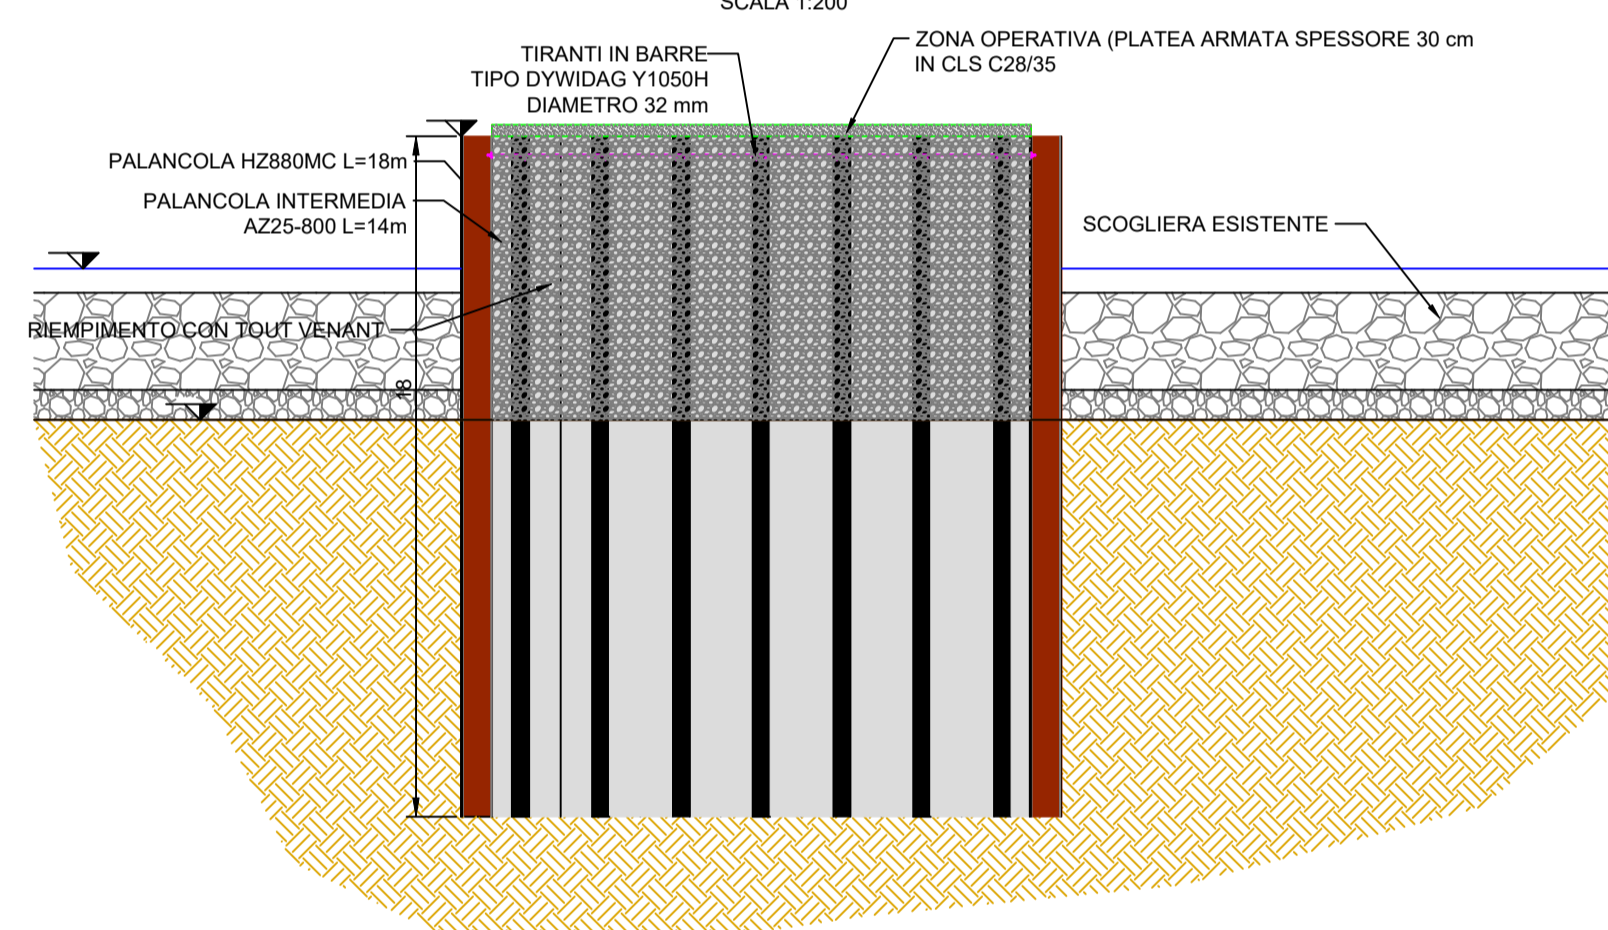 SCALA 1:200
TIRANTI IN BARRE
TIPO DYWIDAG Y1050H
DIAMETRO 32 mm
ZONA OPERATIVA (PLATEA ARMATA SPESSORE 30 cm
IN CLS C28/35
PALANCOLA HZ880MC L=18m
PALANCOLA INTERMEDIA
AZ25-800 L=14m
SCOGLIERA ESISTENTE
RIEMPIMENTO CON TOUT VENANT
18